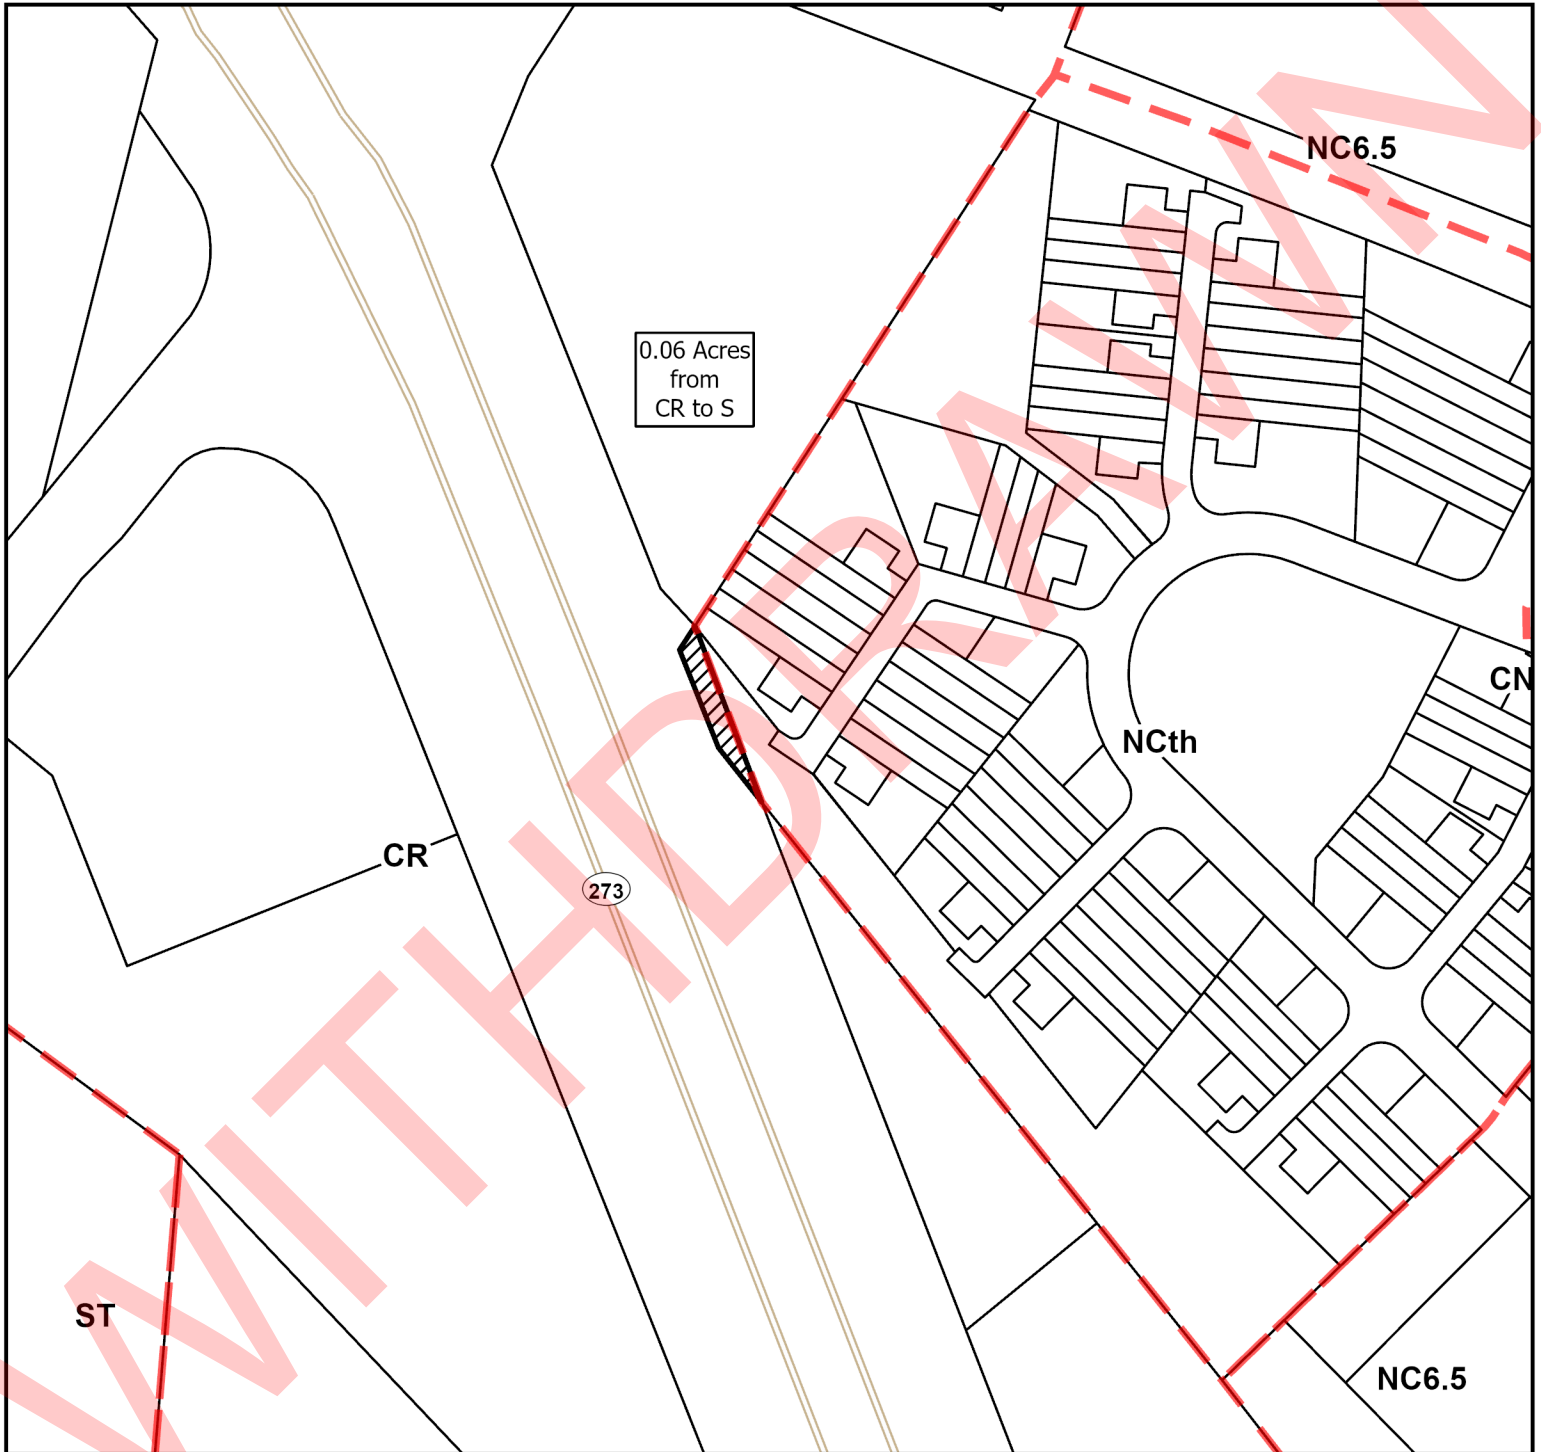 NC6.5
0.06 Acres
from
CR to S
CN
NCth
CR
273
ST
NC6.5
WITHDRAWN